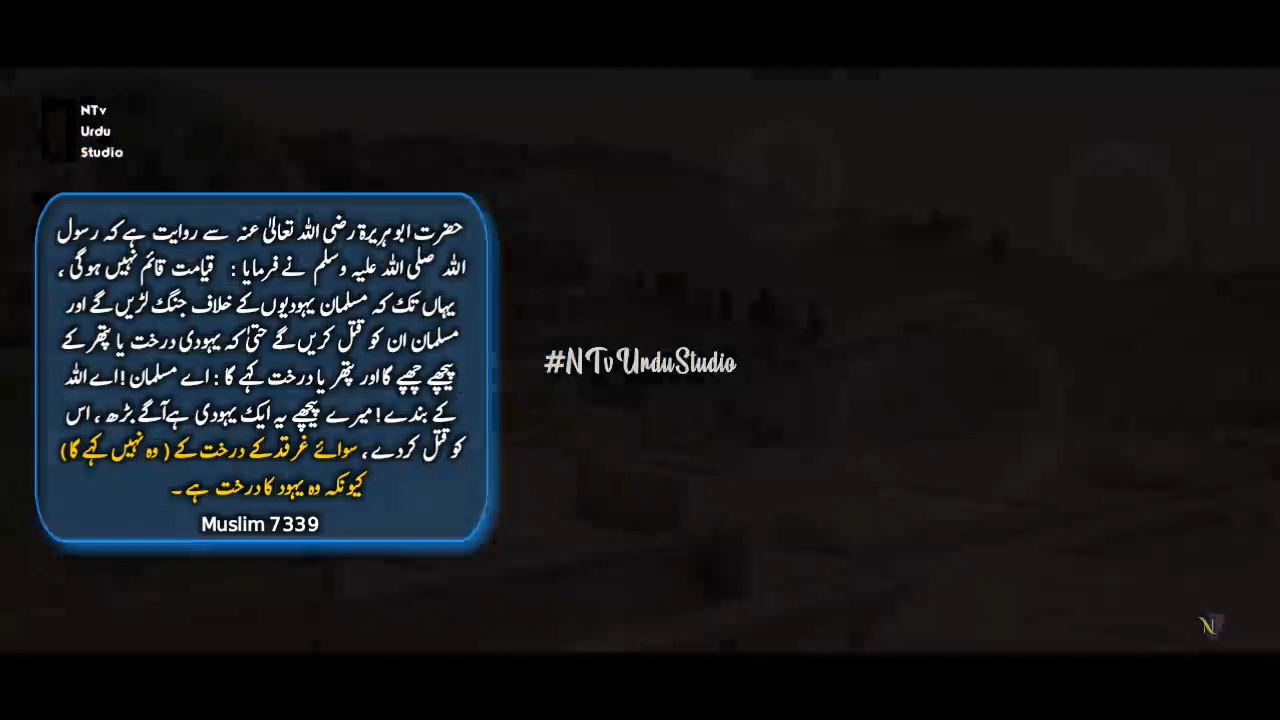 NTv
Urdu
Studio
حضرت ابو ہریرۃ رضی اللہ تعالیٰ عنہ سے روایت ہے کہ رسول
اللہ صلی اللہ علیہ وسلم نے فرمایا : قیامت قائم نہیں ہوگی ،
یہاں تک کہ مسلمان یہودیوں کے خلاف جنگ لڑیں گے اور
مسلمان ان کو قتل کریں گے حتیٰ کہ یہودی درخت یا پتھر کے
پیچھے چھپے گا اور پتھر یا درخت کہے گا : اے مسلمان ! اے اللہ
کے بندے ! میرے پیچھے یہ ایک یہودی ہے آگے بڑھ ، اس
کو قتل کردے ، سوائے غرقد کے درخت کے ( وہ نہیں کہے گا )
کیونکہ وہ یہود کا درخت ہے ۔
Muslim 7339
#NTvUrduStudio
N